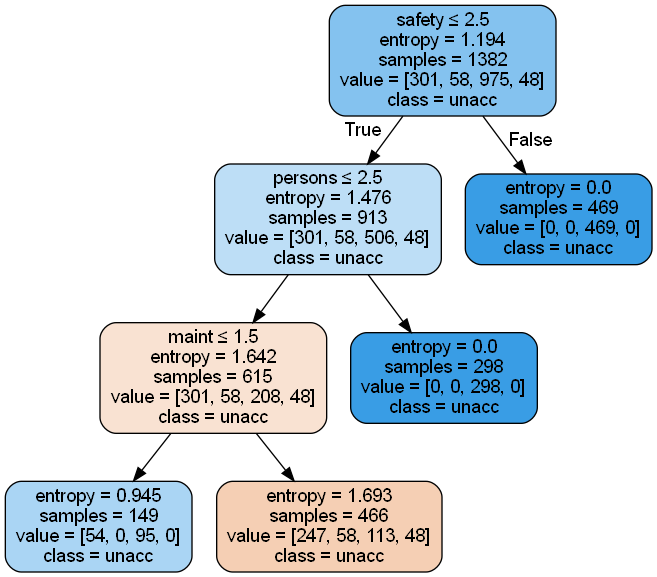 safety ≤ 2.5
entropy = 1.194
samples = 1382
value = [301, 58, 975, 48]
class = unacc
True
False
persons ≤ 2.5
entropy = 1.476
samples = 913
value = [301, 58, 506, 48]
class = unacc
entropy = 0.0
samples = 469
value = [0, 0, 469, 0]
class = unacc
maint ≤ 1.5
entropy = 1.642
samples = 615
value = [301, 58, 208, 48]
class = unacc
entropy = 0.0
samples = 298
value = [0, 0, 298, 0]
class = unacc
entropy = 0.945
samples = 149
value = [54, 0, 95, 0]
class = unacc
entropy = 1.693
samples = 466
value = [247, 58, 113, 48]
class = unacc